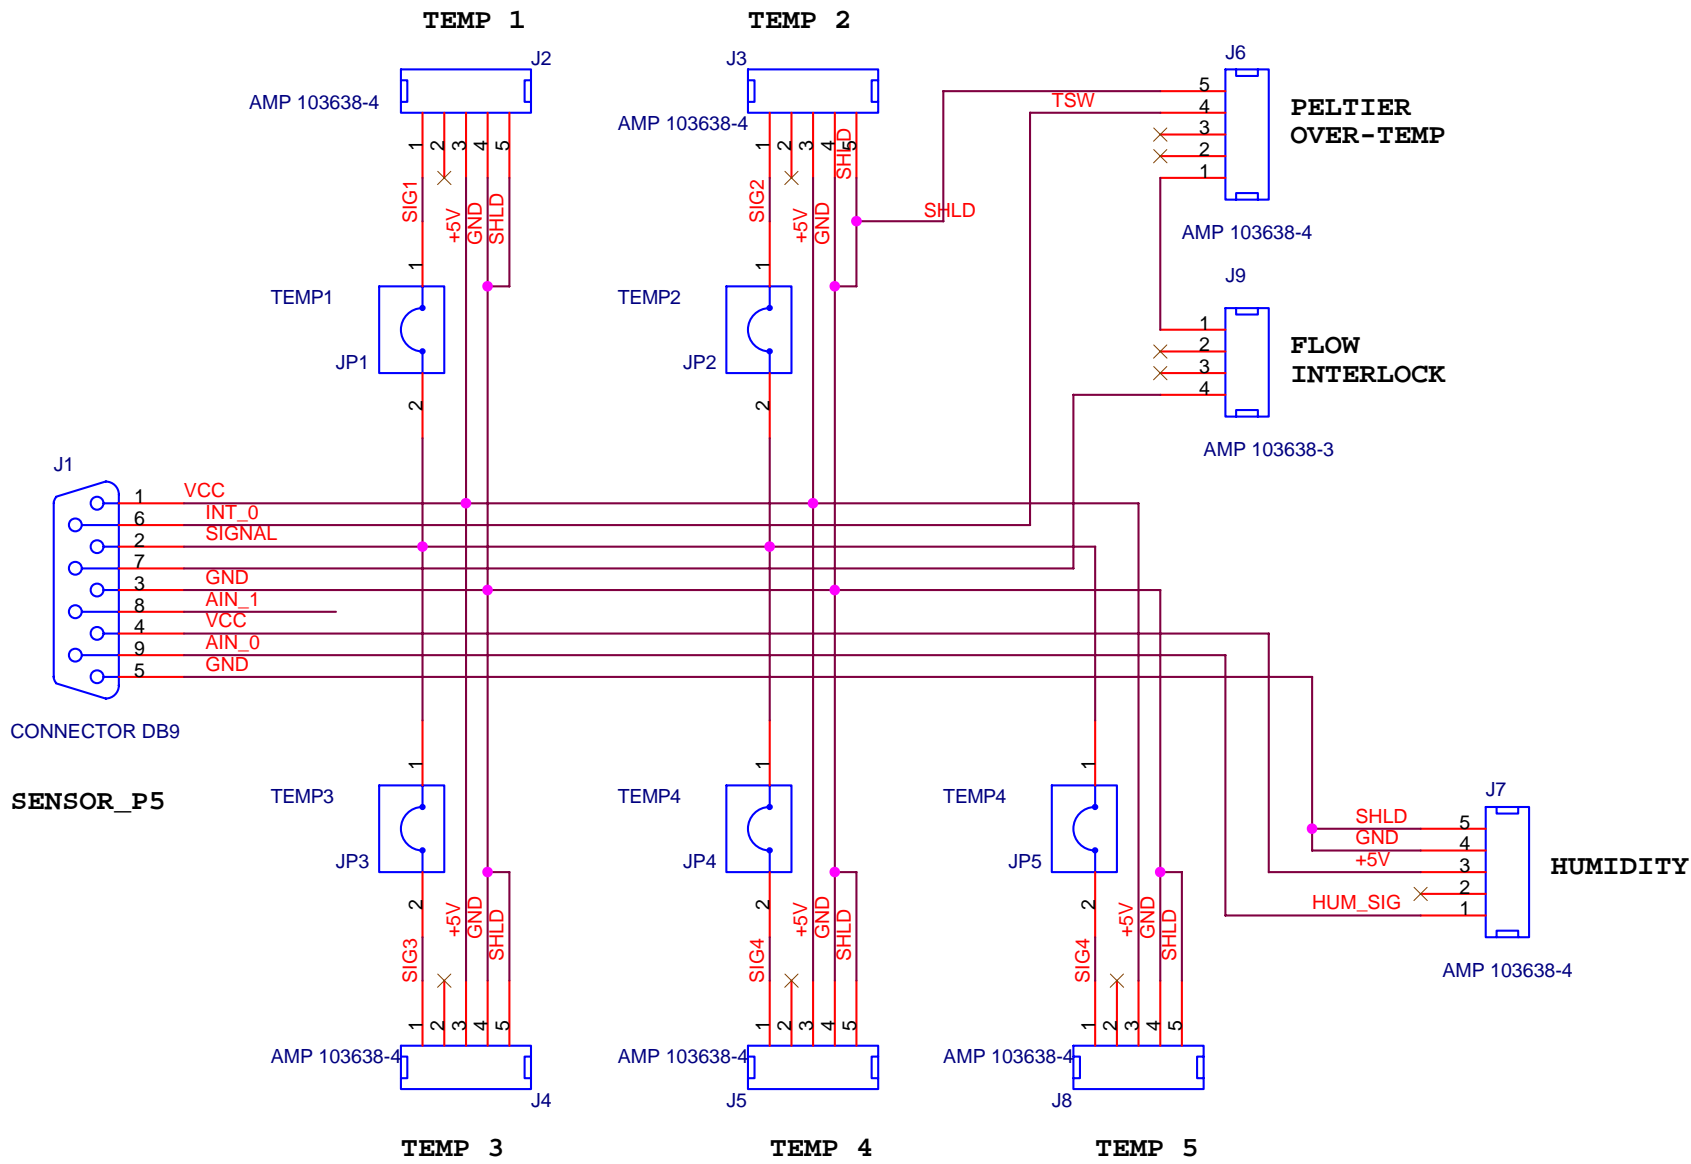 TEMP 1
TEMP 2
J2
AMP 103638-4
1
2
3
4
5
SIG1
+5V
GND
SHLD
J3
AMP 103638-4
1
2
3
4
5
SHLD
SIG2
+5V
GND
SHLD
TSW
J6
5
4
3
2
1
PELTIER
OVER-TEMP
AMP 103638-4
J9
1
2
3
4
FLOW
INTERLOCK
AMP 103638-3
1
TEMP1
JP1
2
1
TEMP2
JP2
2
J1
1 VCC
6 INT_0
2 SIGNAL
7
3 GND
8 AIN_1
4 VCC
9 AIN_0
5 GND
CONNECTOR DB9
SENSOR_P5
1
TEMP3
JP3
2
1
TEMP4
JP4
2
1
TEMP4
JP5
2
J7
SHLD 5
GND 4
+5V 3
2
HUM_SIG 1
HUMIDITY
AMP 103638-4
SIG3
+5V
GND
SHLD
1
2
3
4
5
AMP 103638-4
J4
SIG4
+5V
GND
SHLD
1
2
3
4
5
AMP 103638-4
J5
SIG4
+5V
GND
SHLD
1
2
3
4
5
AMP 103638-4
J8
TEMP 3
TEMP 4
TEMP 5